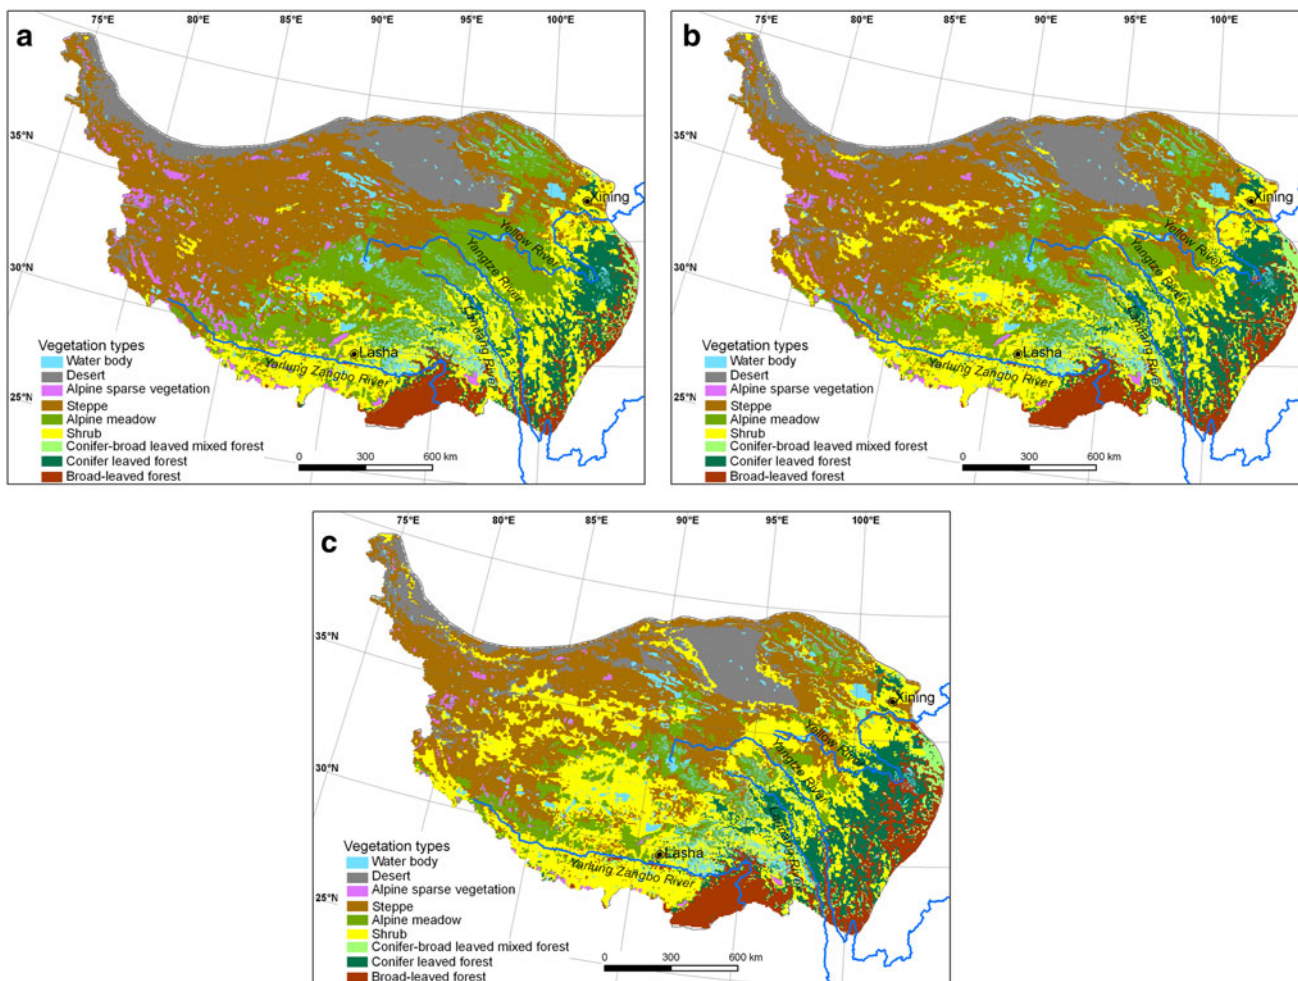 a
75°E 80°E 85°E 90°E 95°E 100°E
35°N
30°N
25°N
Xining
Yellow River
Yangtze River
Lancang River
Lasha
Yarlung Zangbo River
Vegetation types
Water body
Desert
Alpine sparse vegetation
Steppe
Alpine meadow
Shrub
Conifer-broad leaved mixed forest
Conifer leaved forest
Broad-leaved forest
0 300 600 km
b
75°E 80°E 85°E 90°E 95°E 100°E
35°N
30°N
25°N
Xining
Yellow River
Yangtze River
Lancang River
Lasha
Yarlung Zangbo River
Vegetation types
Water body
Desert
Alpine sparse vegetation
Steppe
Alpine meadow
Shrub
Conifer-broad leaved mixed forest
Conifer leaved forest
Broad-leaved forest
0 300 600 km
c
75°E 80°E 85°E 90°E 95°E 100°E
35°N
30°N
25°N
Xining
Yellow River
Yangtze River
Lancang River
Lasha
Yarlung Zangbo River
Vegetation types
Water body
Desert
Alpine sparse vegetation
Steppe
Alpine meadow
Shrub
Conifer-broad leaved mixed forest
Conifer leaved forest
Broad-leaved forest
0 300 600 km